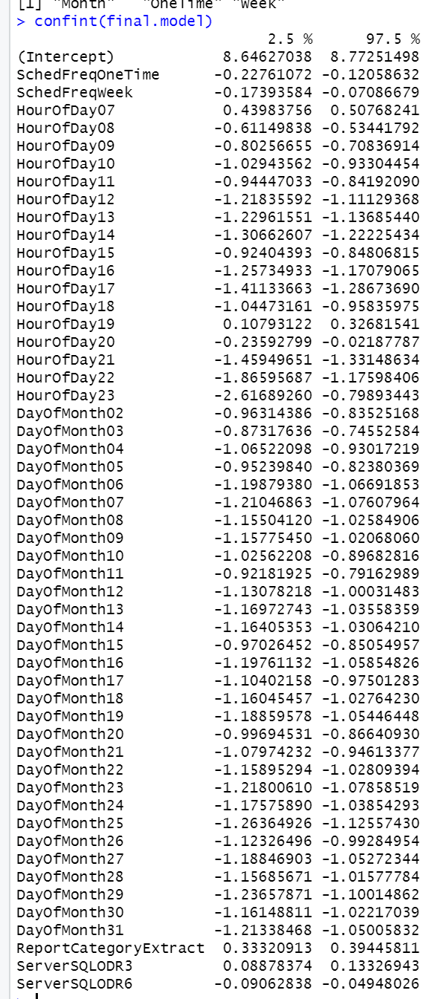 [1] "Month" "OneTime" "Week"
> confint(final.model)
2.5 % 97.5 %
(Intercept) 8.64627038 8.77251498
SchedFreqOneTime -0.22761072 -0.12058632
SchedFreqWeek -0.17393584 -0.07086679
HourOfDay07 0.43983756 0.50768241
HourOfDay08 -0.61149838 -0.53441792
HourOfDay09 -0.80256655 -0.70836914
HourOfDay10 -1.02943562 -0.93304454
HourOfDay11 -0.94447033 -0.84192090
HourOfDay12 -1.21835592 -1.11129368
HourOfDay13 -1.22961551 -1.13685440
HourOfDay14 -1.30662607 -1.22225434
HourOfDay15 -0.92404393 -0.84806815
HourOfDay16 -1.25734933 -1.17079065
HourOfDay17 -1.41133663 -1.28673690
HourOfDay18 -1.04473161 -0.95835975
HourOfDay19 0.10793122 0.32681541
HourOfDay20 -0.23592799 -0.02187787
HourOfDay21 -1.45949651 -1.33148634
HourOfDay22 -1.86595687 -1.17598406
HourOfDay23 -2.61689260 -0.79893443
DayOfMonth02 -0.96314386 -0.83525168
DayOfMonth03 -0.87317636 -0.74552584
DayOfMonth04 -1.06522098 -0.93017219
DayOfMonth05 -0.95239840 -0.82380369
DayOfMonth06 -1.19879380 -1.06691853
DayOfMonth07 -1.21046863 -1.07607964
DayOfMonth08 -1.15504120 -1.02584906
DayOfMonth09 -1.15775450 -1.02068060
DayOfMonth10 -1.02562208 -0.89682816
DayOfMonth11 -0.92181925 -0.79162989
DayOfMonth12 -1.13078218 -1.00031483
DayOfMonth13 -1.16972743 -1.03558359
DayOfMonth14 -1.16405353 -1.03064210
DayOfMonth15 -0.97026452 -0.85054957
DayOfMonth16 -1.19761132 -1.05854826
DayOfMonth17 -1.10402158 -0.97501283
DayOfMonth18 -1.16045457 -1.02764230
DayOfMonth19 -1.18859578 -1.05446448
DayOfMonth20 -0.99694531 -0.86640930
DayOfMonth21 -1.07974232 -0.94613377
DayOfMonth22 -1.15895294 -1.02809394
DayOfMonth23 -1.21800610 -1.07858519
DayOfMonth24 -1.17575890 -1.03854293
DayOfMonth25 -1.26364926 -1.12557430
DayOfMonth26 -1.12326496 -0.99284954
DayOfMonth27 -1.18846903 -1.05272344
DayOfMonth28 -1.15685671 -1.01577784
DayOfMonth29 -1.23657871 -1.10014862
DayOfMonth30 -1.16148811 -1.02217039
DayOfMonth31 -1.21338468 -1.05005832
ReportCategoryExtract 0.33320913 0.39445811
ServerSQLODR3 0.08878374 0.13326943
ServerSQLODR6 -0.09062838 -0.04948026